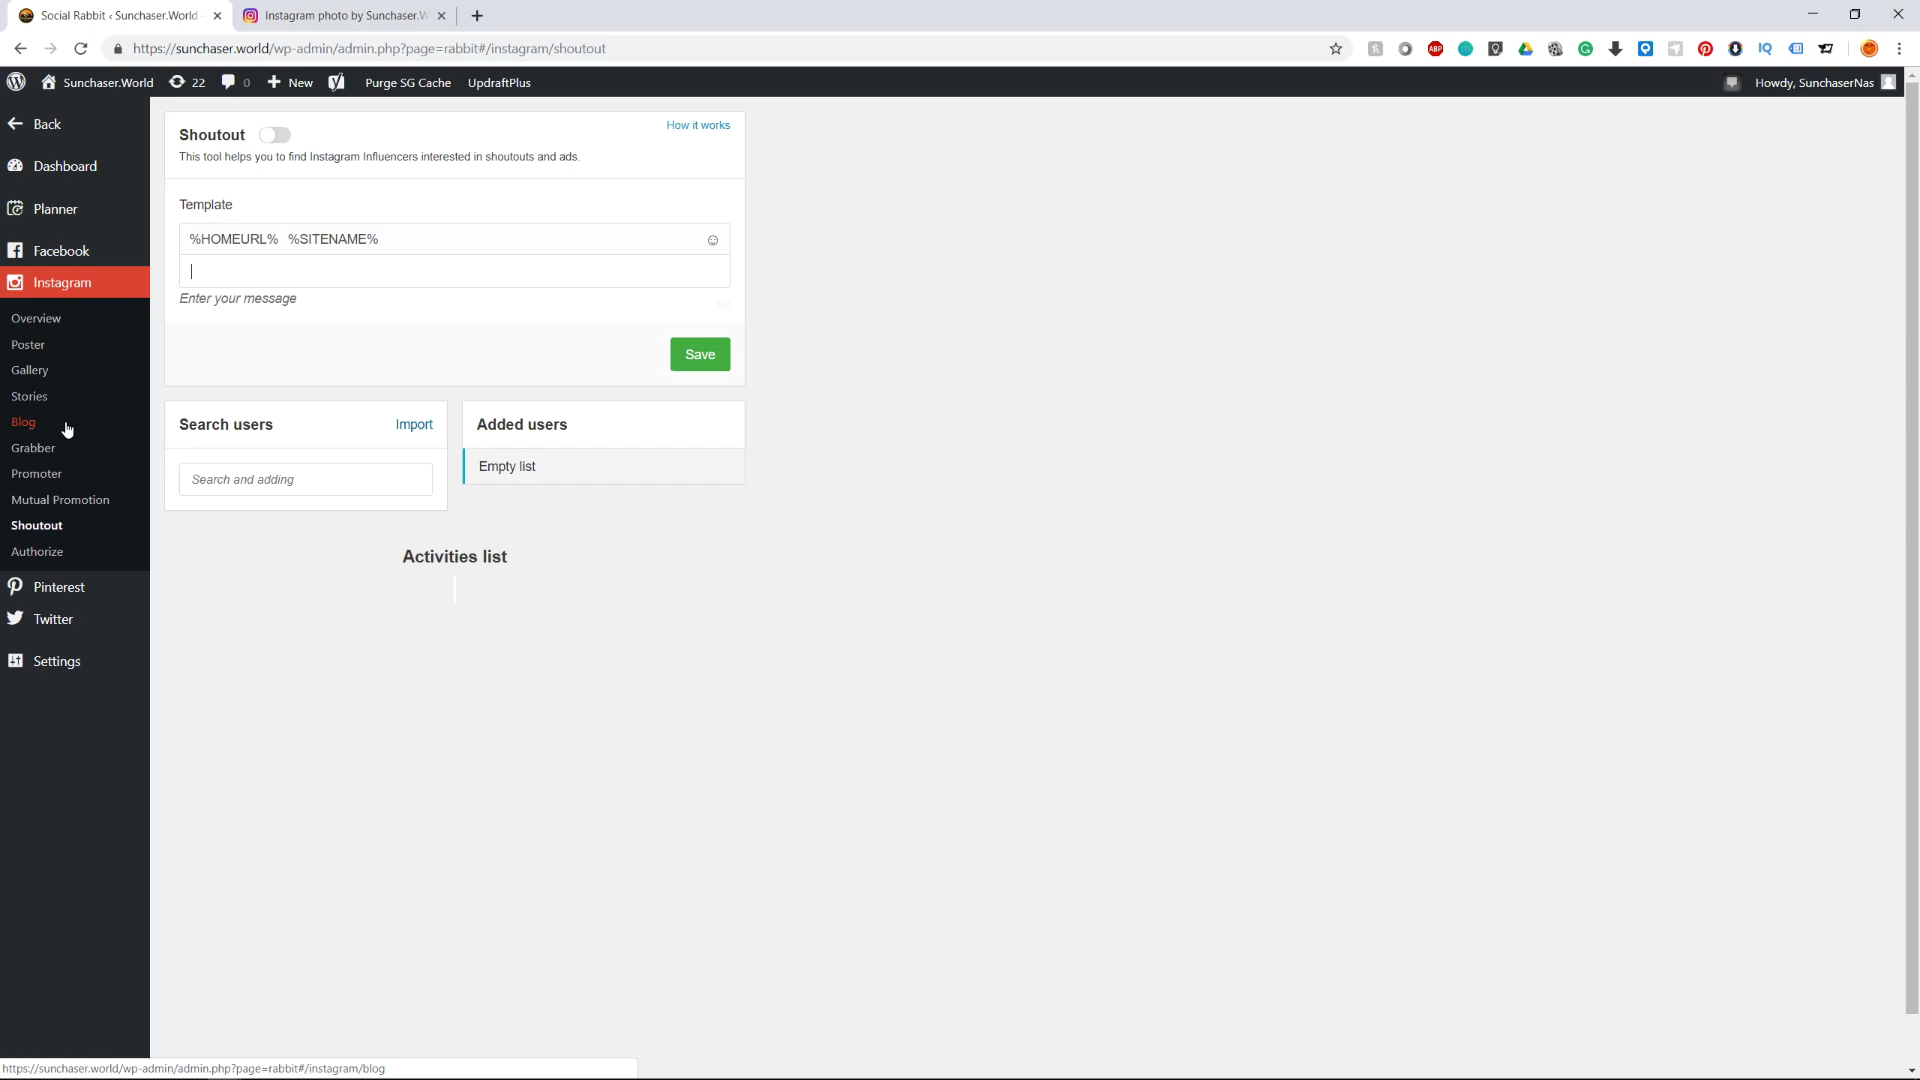 Social Rabbit ‹ Sunchaser.World
Instagram photo by Sunchaser.W
https://sunchaser.world/wp-admin/admin.php?page=rabbit#/instagram/shoutout
ABP
IQ
Sunchaser.World
22
0
New
Purge SG Cache
UpdraftPlus
Howdy, SunchaserNas
Back
Dashboard
Planner
Facebook
Instagram
Overview
Poster
Gallery
Stories
Blog
Grabber
Promoter
Mutual Promotion
Shoutout
Authorize
Pinterest
Twitter
Settings
Shoutout
How it works
This tool helps you to find Instagram Influencers interested in shoutouts and ads.
Template
%HOMEURL% %SITENAME%
Enter your message
Save
Search users
Import
Search and adding
Added users
Empty list
Activities list
https://sunchaser.world/wp-admin/admin.php?page=rabbit#/instagram/blog